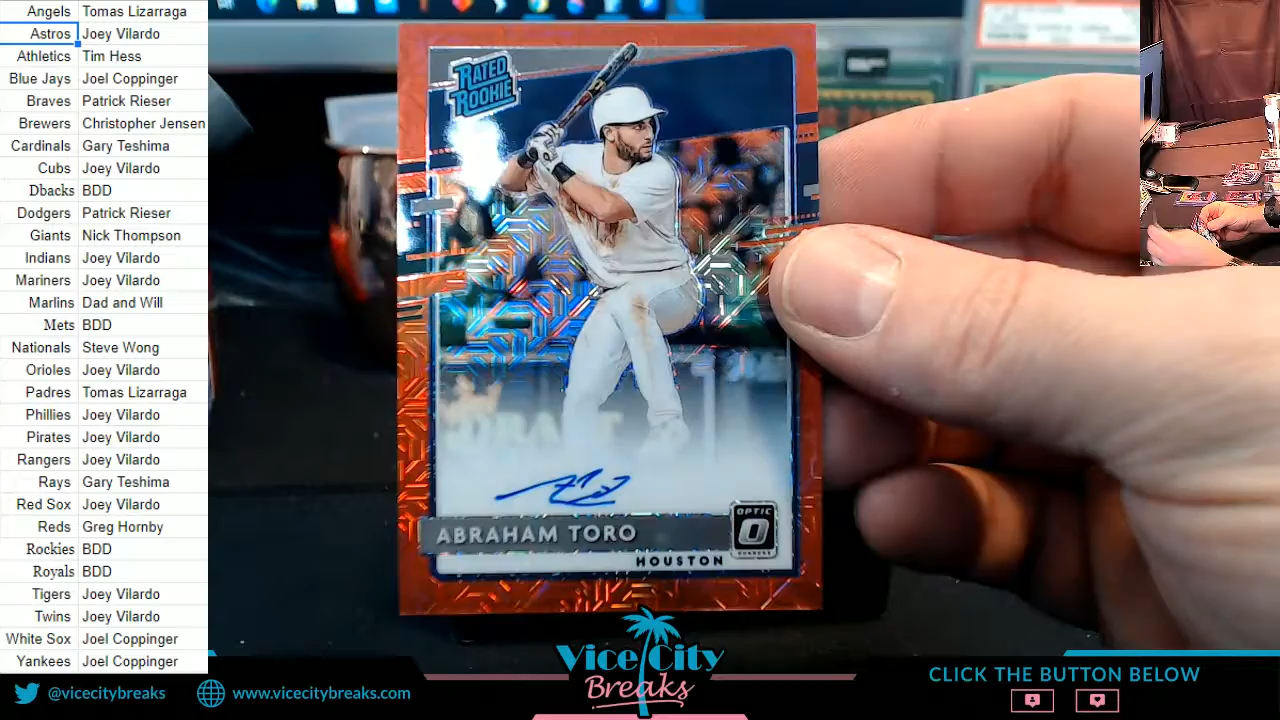 Angels Tomas Lizarraga
Astros Joey Vilardo
Athletics Tim Hess
Blue Jays Joel Coppinger
Braves Patrick Rieser
Brewers Christopher Jensen
Cardinals Gary Teshima
Cubs Joey Vilardo
Dbacks BDD
Dodgers Patrick Rieser
Giants Nick Thompson
Indians Joey Vilardo
Mariners Joey Vilardo
Marlins Dad and Will
Mets BDD
Nationals Steve Wong
Orioles Joey Vilardo
Padres Tomas Lizarraga
Phillies Joey Vilardo
Pirates Joey Vilardo
Rangers Joey Vilardo
Rays Gary Teshima
Red Sox Joey Vilardo
Reds Greg Hornby
Rockies BDD
Royals BDD
Tigers Joey Vilardo
Twins Joey Vilardo
White Sox Joel Coppinger
Yankees Joel Coppinger
RATED
ROOKIE
ABRAHAM TORO
HOUSTON
OPTIC
DONRUSS
@vicecitybreaks
www.vicecitybreaks.com
Vice City
Breaks
CLICK THE BUTTON BELOW